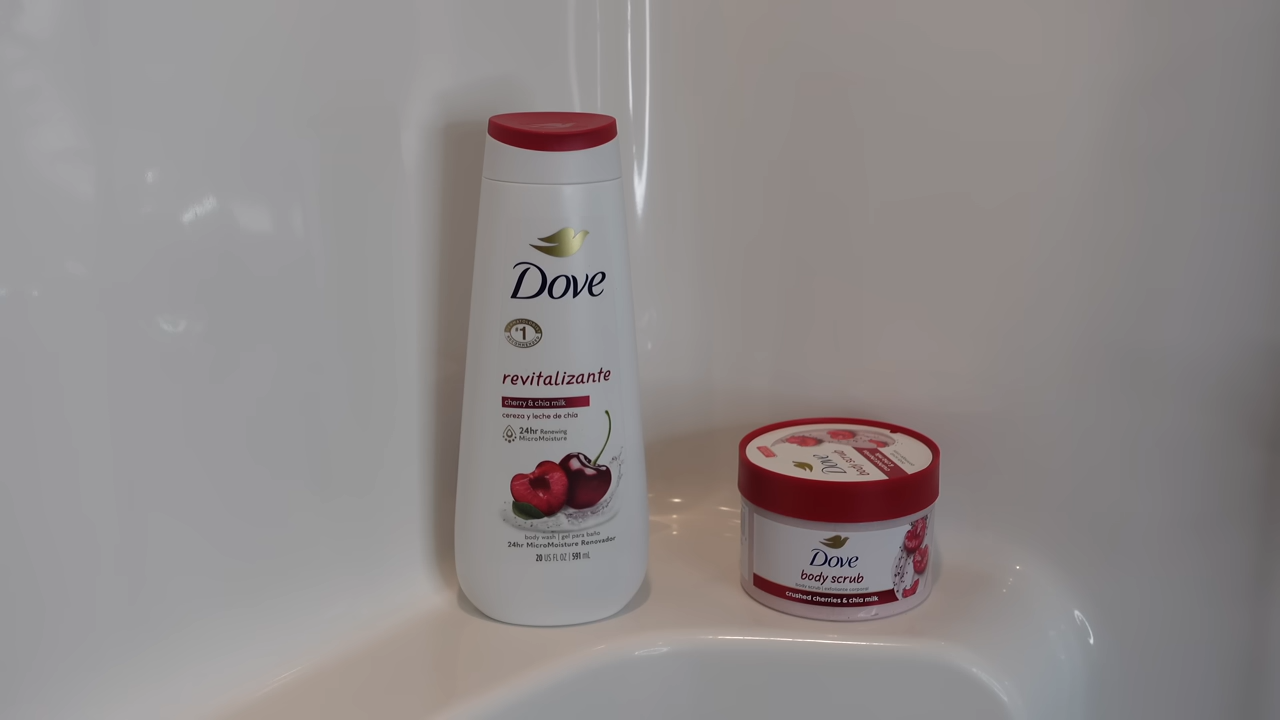 Dove
#1
revitalizante
cherry & chia milk
cereza y leche de chía
24hr Renewing
MicroMoisture
body wash | gel para baño
24hr MicroMoisture Renovador
20 US FL OZ | 591 mL
Dove
body scrub
Dove
body scrub
crushed cherries & chia milk